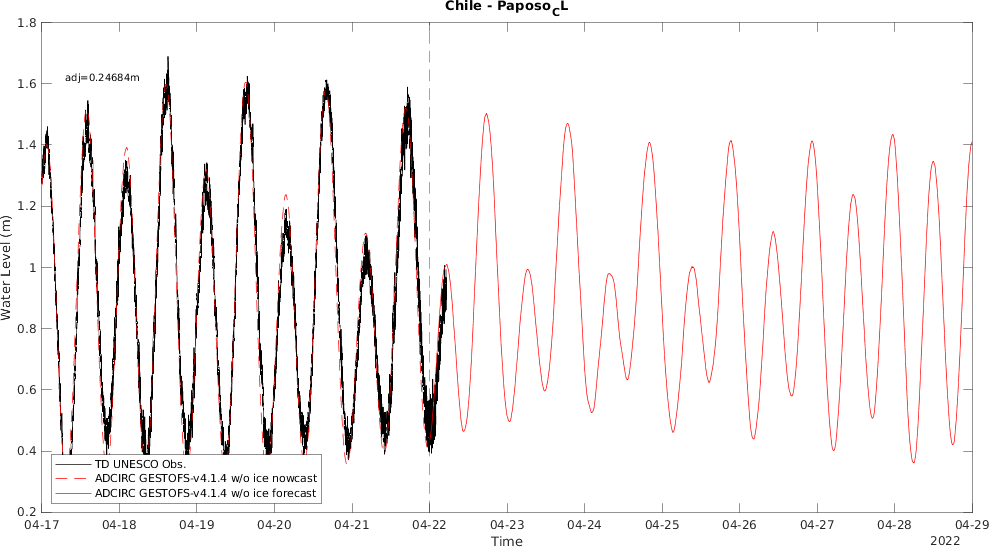 Chile - Paposo_CL
adj=0.24684m
Water Level (m)
1.8
1.6
1.4
1.2
1
0.8
0.6
0.4
0.2
TD UNESCO Obs.
ADCIRC GESTOFS-v4.1.4 w/o ice nowcast
ADCIRC GESTOFS-v4.1.4 w/o ice forecast
04-17 04-18 04-19 04-20 04-21 04-22 04-23 04-24 04-25 04-26 04-27 04-28 04-29
Time
2022